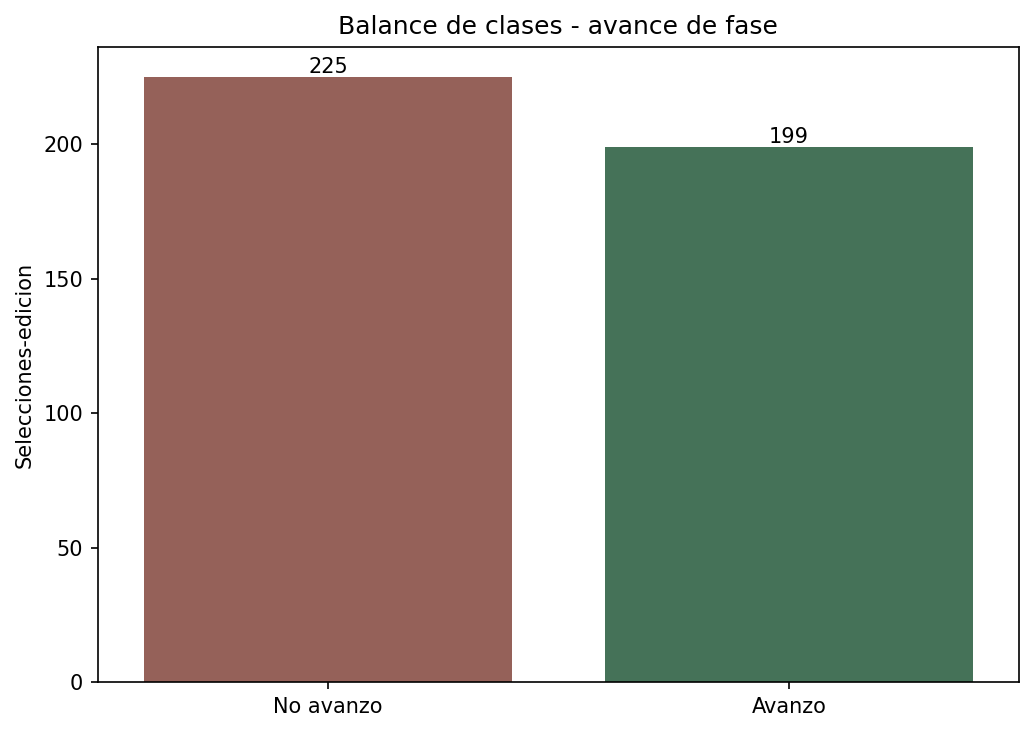 Balance de clases - avance de fase
225
199
Selecciones-edicion
200
150
100
50
0
No avanzo
Avanzo